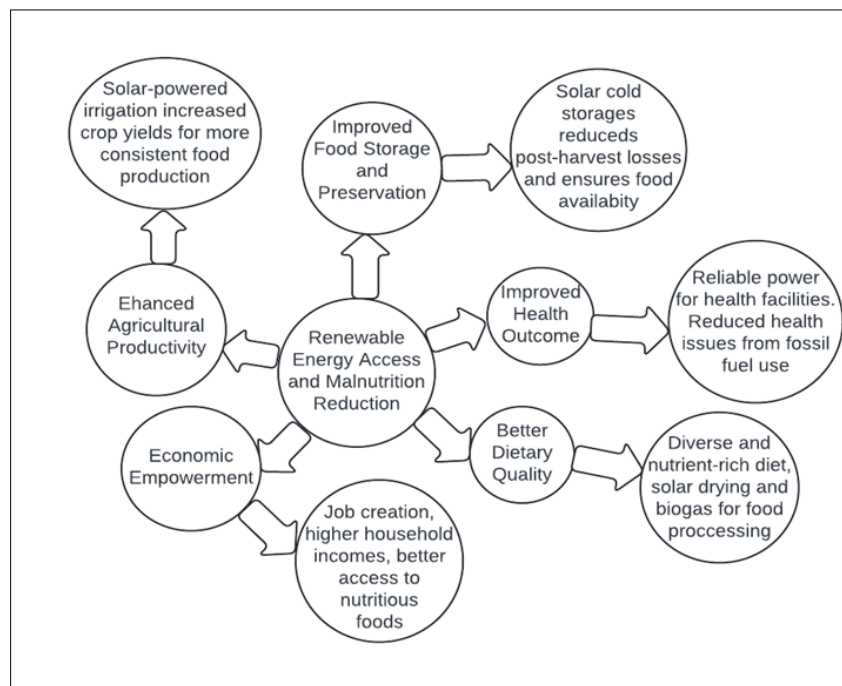 Solar-powered
irrigation increased
crop yields for more
consistent food
production
Improved
Food Storage
and
Preservation
Solar cold
storages
reduceds
post-harvest losses
and ensures food
availabity
Ehanced
Agricultural
Productivity
Renewable
Energy Access
and Malnutrition
Reduction
Improved
Health
Outcome
Reliable power
for health facilities.
Reduced health
issues from fossil
fuel use
Economic
Empowerment
Better
Dietary
Quality
Diverse and
nutrient-rich diet,
solar drying and
biogas for food
proccessing
Job creation,
higher household
incomes, better
access to
nutritious
foods